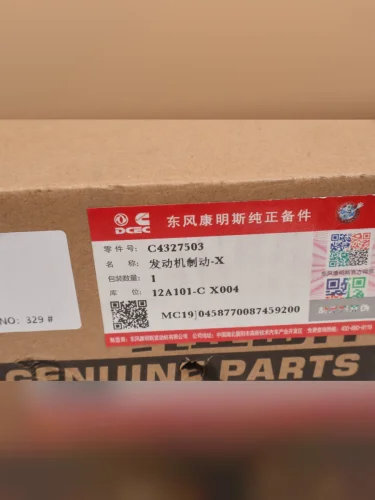 东风康明斯纯正备件
DCEC
零件号: C4327503
名 称: 发动机制动-X
包装数量: 1
库 位: 12A101-C X004
MC19|0458770087459200
NO: 329 #
GENUINE PARTS